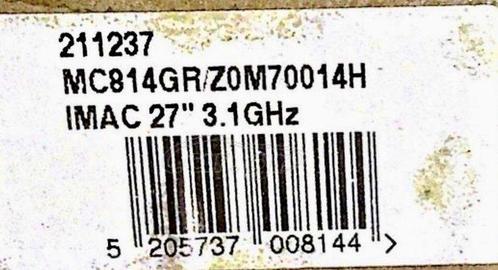 211237
MC814GR/Z0M70014H
IMAC 27" 3.1GHz
5 205737 008144 >